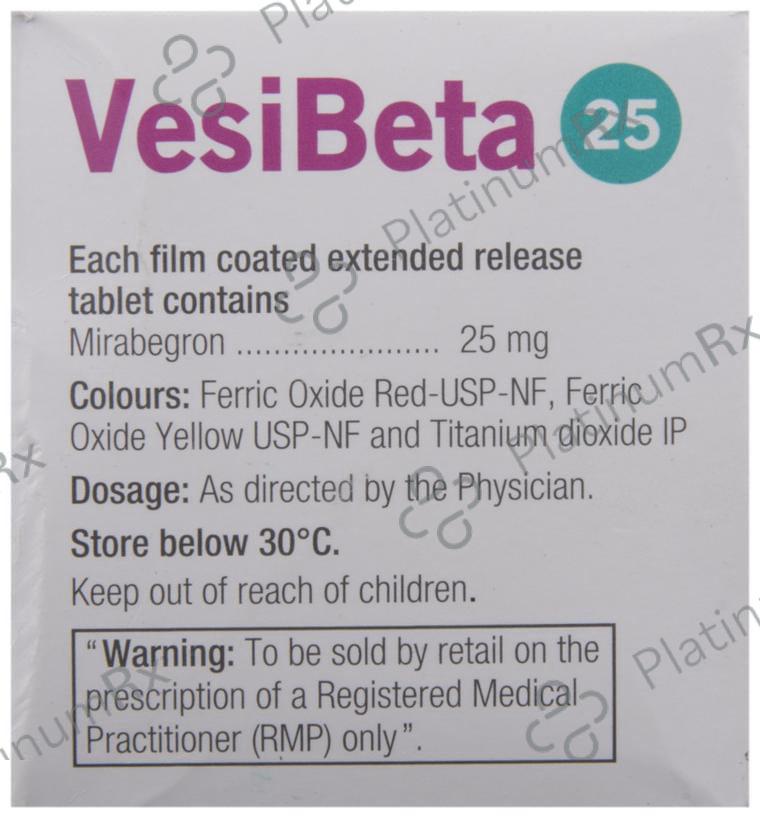 VesiBeta 25
Each film coated extended release
tablet contains
Mirabegron ...................... 25 mg
Colours: Ferric Oxide Red-USP-NF, Ferric
Oxide Yellow USP-NF and Titanium dioxide IP
Dosage: As directed by the Physician.
Store below 30°C.
Keep out of reach of children.
“Warning: To be sold by retail on the
prescription of a Registered Medical
Practitioner (RMP) only”.
PlatinumRx
PlatinumRx